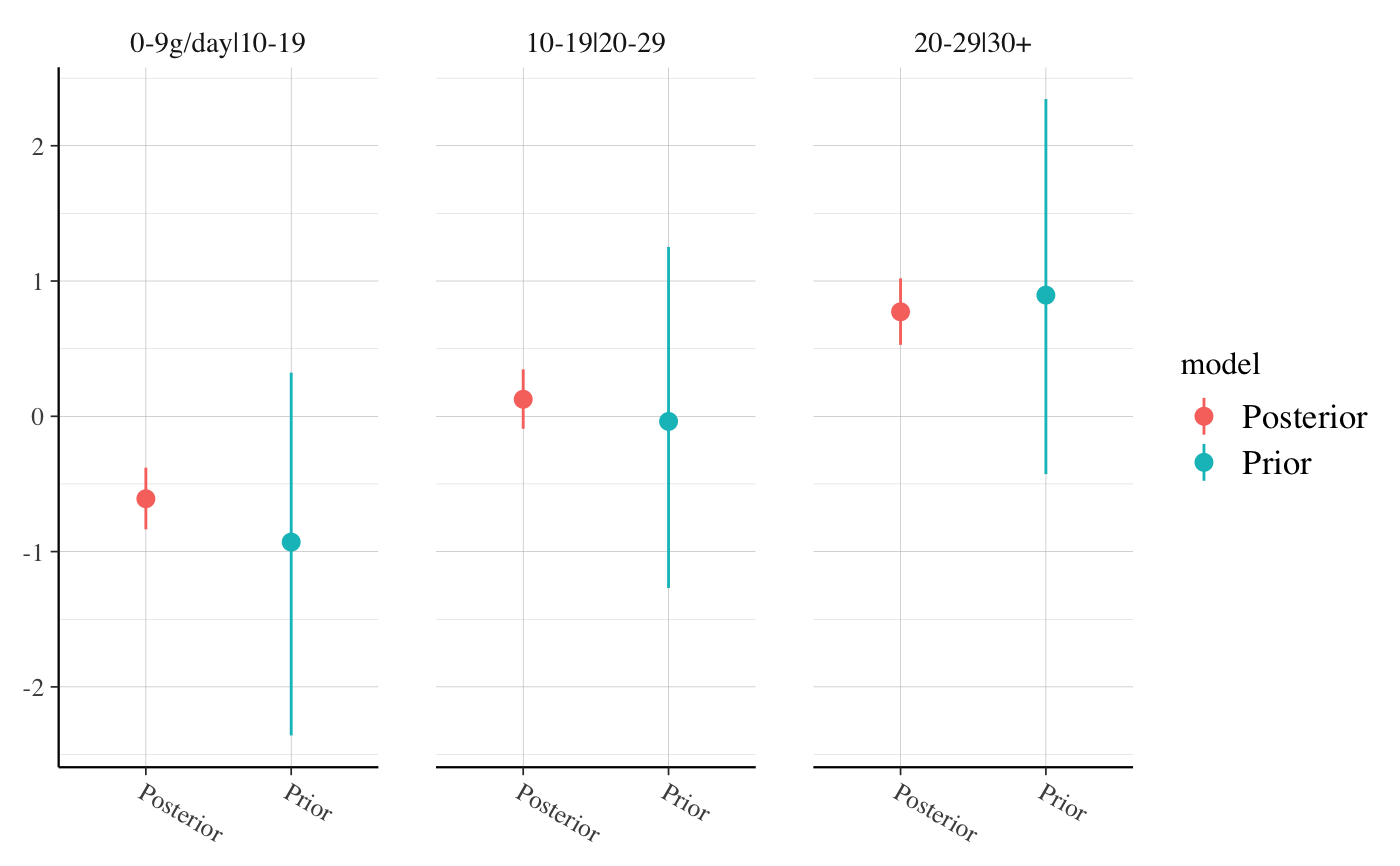 0-9g/day|10-19
10-19|20-29
20-29|30+
2
1
0
-1
-2
Posterior
Prior
Posterior
Prior
Posterior
Prior
model
Posterior
Prior